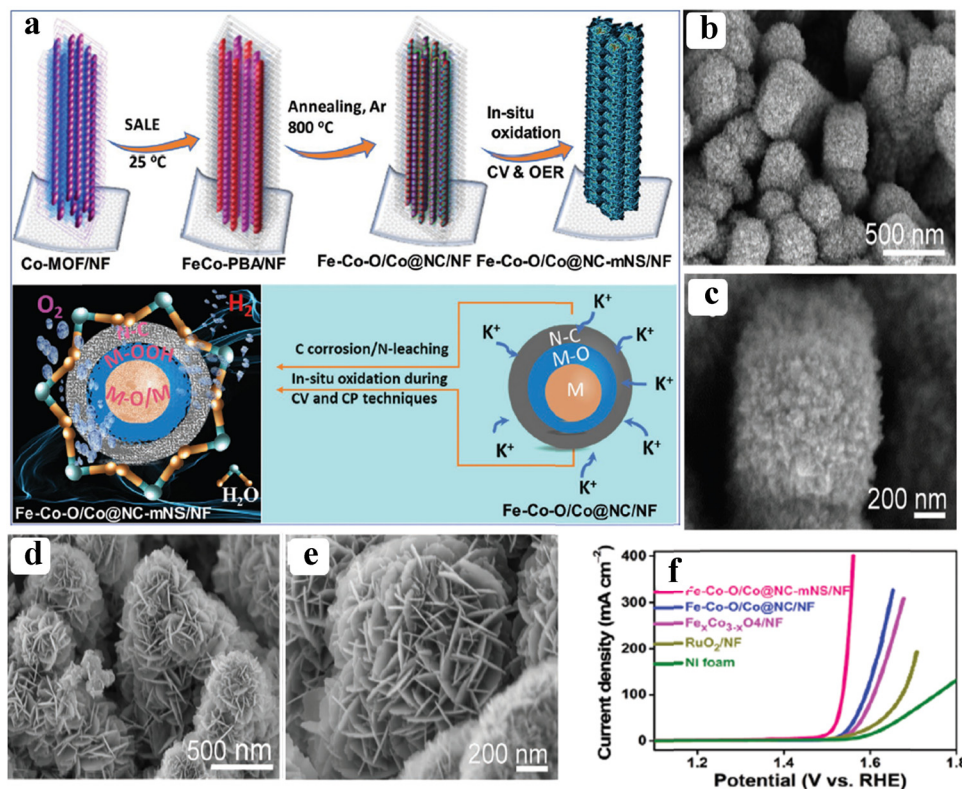 a
SALE
25 °C
Annealing, Ar
800 °C
In-situ
oxidation
CV & OER
Co-MOF/NF
FeCo-PBA/NF
Fe-Co-O/Co@NC/NF
Fe-Co-O/Co@NC-mNS/NF
O2
H2
N-C
M-OOH
M-O/M
H2O
Fe-Co-O/Co@NC-mNS/NF
C corrosion/N-leaching
In-situ oxidation during
CV and CP techniques
K+
K+
K+
K+
K+
K+
K+
K+
N-C
M-O
M
Fe-Co-O/Co@NC/NF
b
500 nm
c
200 nm
d
500 nm
e
200 nm
f
Current density (mA cm-2)
400
300
200
100
0
Fe-Co-O/Co@NC-mNS/NF
Fe-Co-O/Co@NC/NF
FexCo3-xO4/NF
RuO2/NF
Ni foam
1.2
1.4
1.6
1.8
Potential (V vs. RHE)